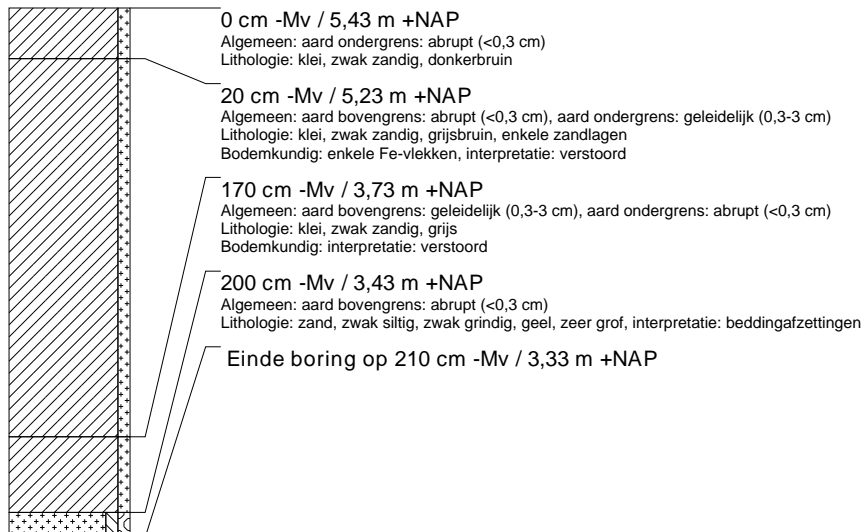 0 cm -Mv / 5,43 m +NAP
Algemeen: aard ondergrens: abrupt (<0,3 cm)
Lithologie: klei, zwak zandig, donkerbruin
20 cm -Mv / 5,23 m +NAP
Algemeen: aard bovengrens: abrupt (<0,3 cm), aard ondergrens: geleidelijk (0,3-3 cm)
Lithologie: klei, zwak zandig, grijsbruin, enkele zandlagen
Bodemkundig: enkele Fe-vlekken, interpretatie: verstoord
170 cm -Mv / 3,73 m +NAP
Algemeen: aard bovengrens: geleidelijk (0,3-3 cm), aard ondergrens: abrupt (<0,3 cm)
Lithologie: klei, zwak zandig, grijs
Bodemkundig: interpretatie: verstoord
200 cm -Mv / 3,43 m +NAP
Algemeen: aard bovengrens: abrupt (<0,3 cm)
Lithologie: zand, zwak siltig, zwak grindig, geel, zeer grof, interpretatie: beddingafzettingen
Einde boring op 210 cm -Mv / 3,33 m +NAP